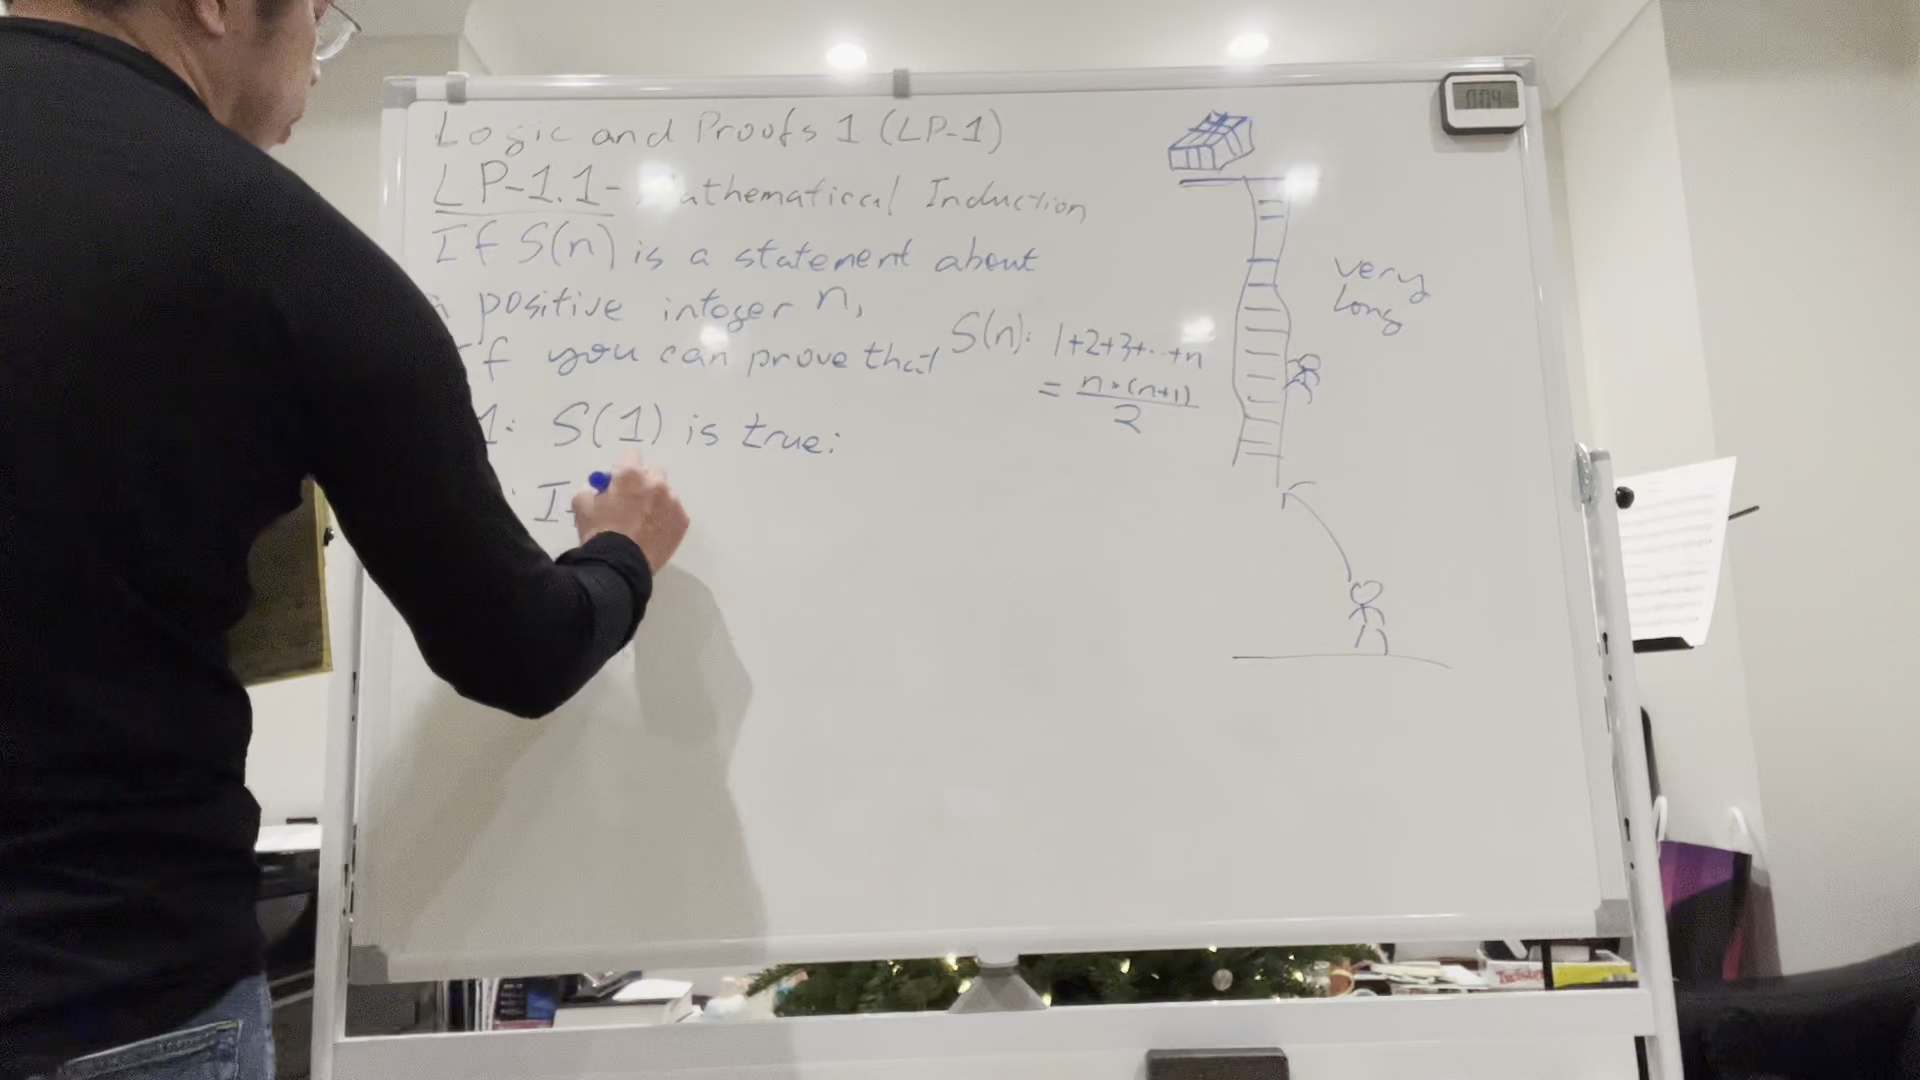 Logic and Proofs 1 (LP-1)
LP-1.1- Mathematical Induction
If S(n) is a statement about
positive integer n,
If you can prove that
S(n): 1+2+3+..+n
= n·(n+1)
2
1: S(1) is true:
very
long